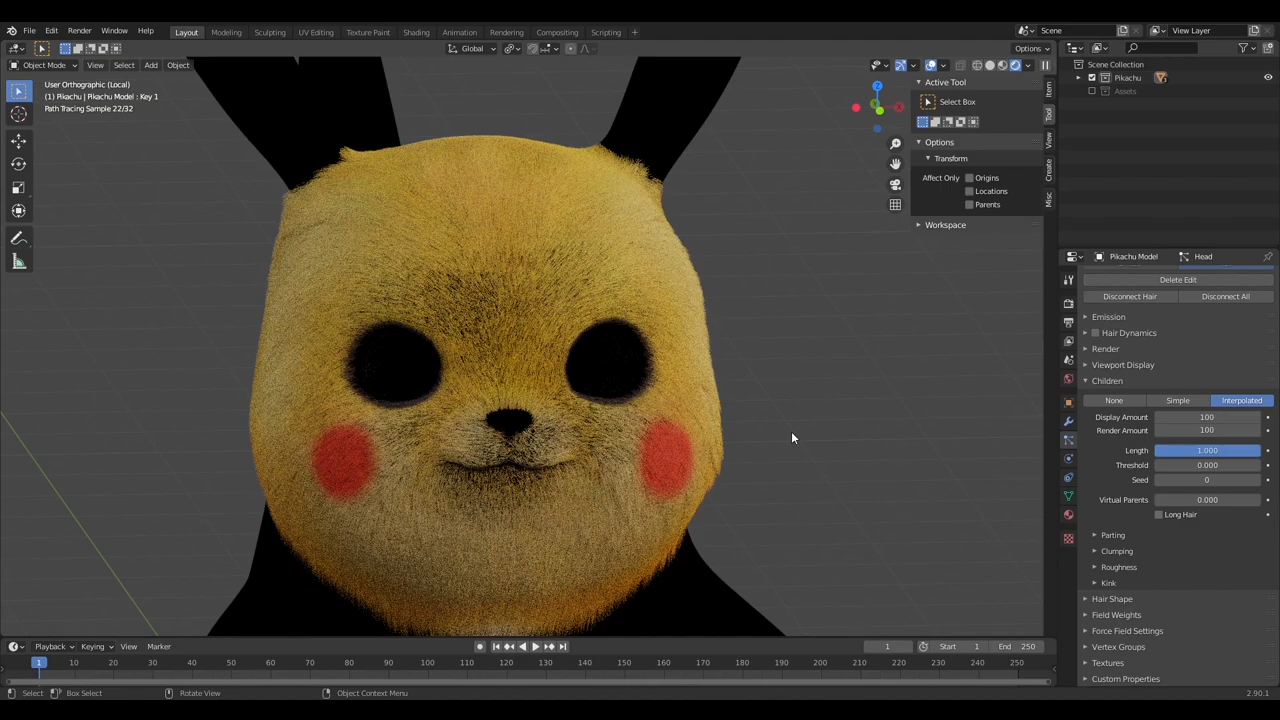 File Edit Render Window Help Layout Modeling Sculpting UV Editing Texture Paint Shading Animation Rendering Compositing Scripting + Scene View Layer
Global Options
Object Mode View Select Add Object
User Orthographic (Local)
(1) Pikachu | Pikachu Model : Key 1
Path Tracing Sample 22/32
Z
Active Tool
Select Box
Options
Transform
Affect Only Origins
Locations
Parents
Workspace
Item
Tool
View
Create
Misc
Scene Collection
Pikachu
Assets
Pikachu Model Head
Delete Edit
Disconnect Hair Disconnect All
Emission
Hair Dynamics
Render
Viewport Display
Children
None Simple Interpolated
Display Amount 100
Render Amount 100
Length 1.000
Threshold 0.000
Seed 0
Virtual Parents 0.000
Long Hair
Parting
Clumping
Roughness
Kink
Hair Shape
Field Weights
Force Field Settings
Vertex Groups
Textures
Custom Properties
Playback Keying View Marker 1 Start 1 End 250
1 10 20 30 40 50 60 70 80 90 100 110 120 130 140 150 160 170 180 190 200 210 220 230 240 250
Select Box Select Rotate View Object Context Menu 2.90.1